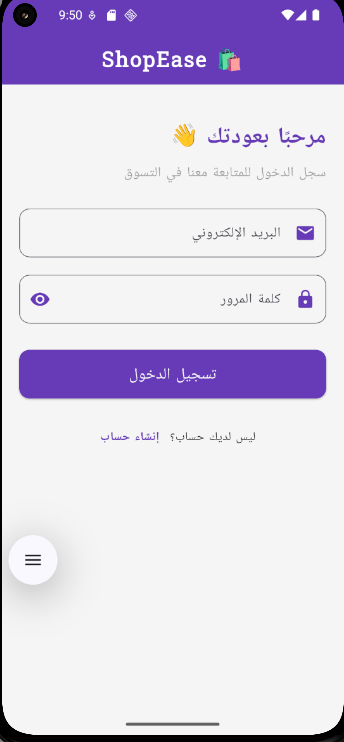 9:50
ShopEase 🛍️
مرحبًا بعودتك 👋
سجل الدخول للمتابعة معنا في التسوق
البريد الإلكتروني
كلمة المرور
تسجيل الدخول
ليس لديك حساب؟ إنشاء حساب